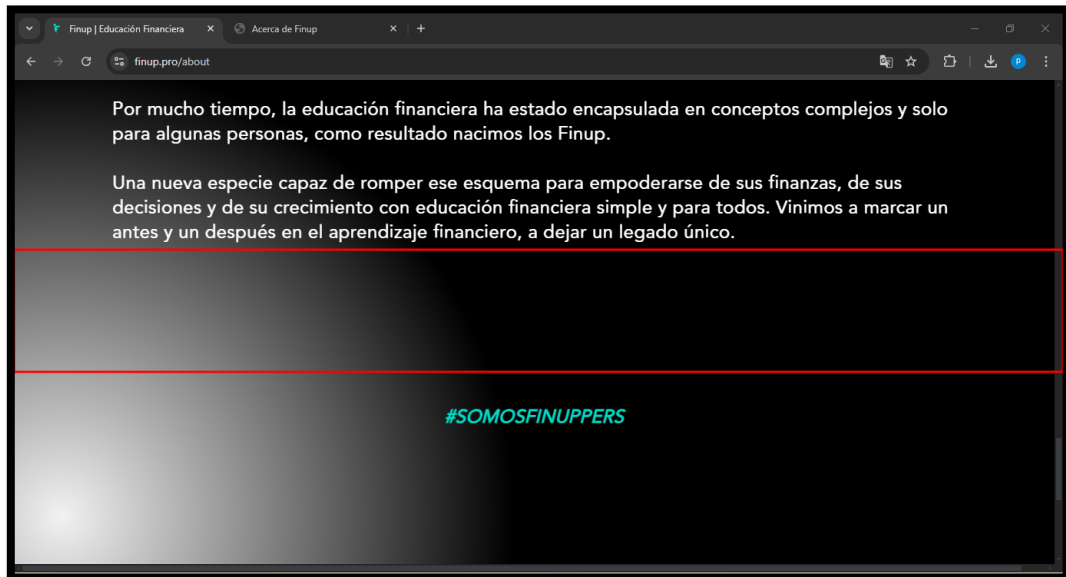 Finup | Educación Financiera
Acerca de Finup
finup.pro/about
P
Por mucho tiempo, la educación financiera ha estado encapsulada en conceptos complejos y solo
para algunas personas, como resultado nacimos los Finup.
Una nueva especie capaz de romper ese esquema para empoderarse de sus finanzas, de sus
decisiones y de su crecimiento con educación financiera simple y para todos. Vinimos a marcar un
antes y un después en el aprendizaje financiero, a dejar un legado único.
#SOMOSFINUPPERS